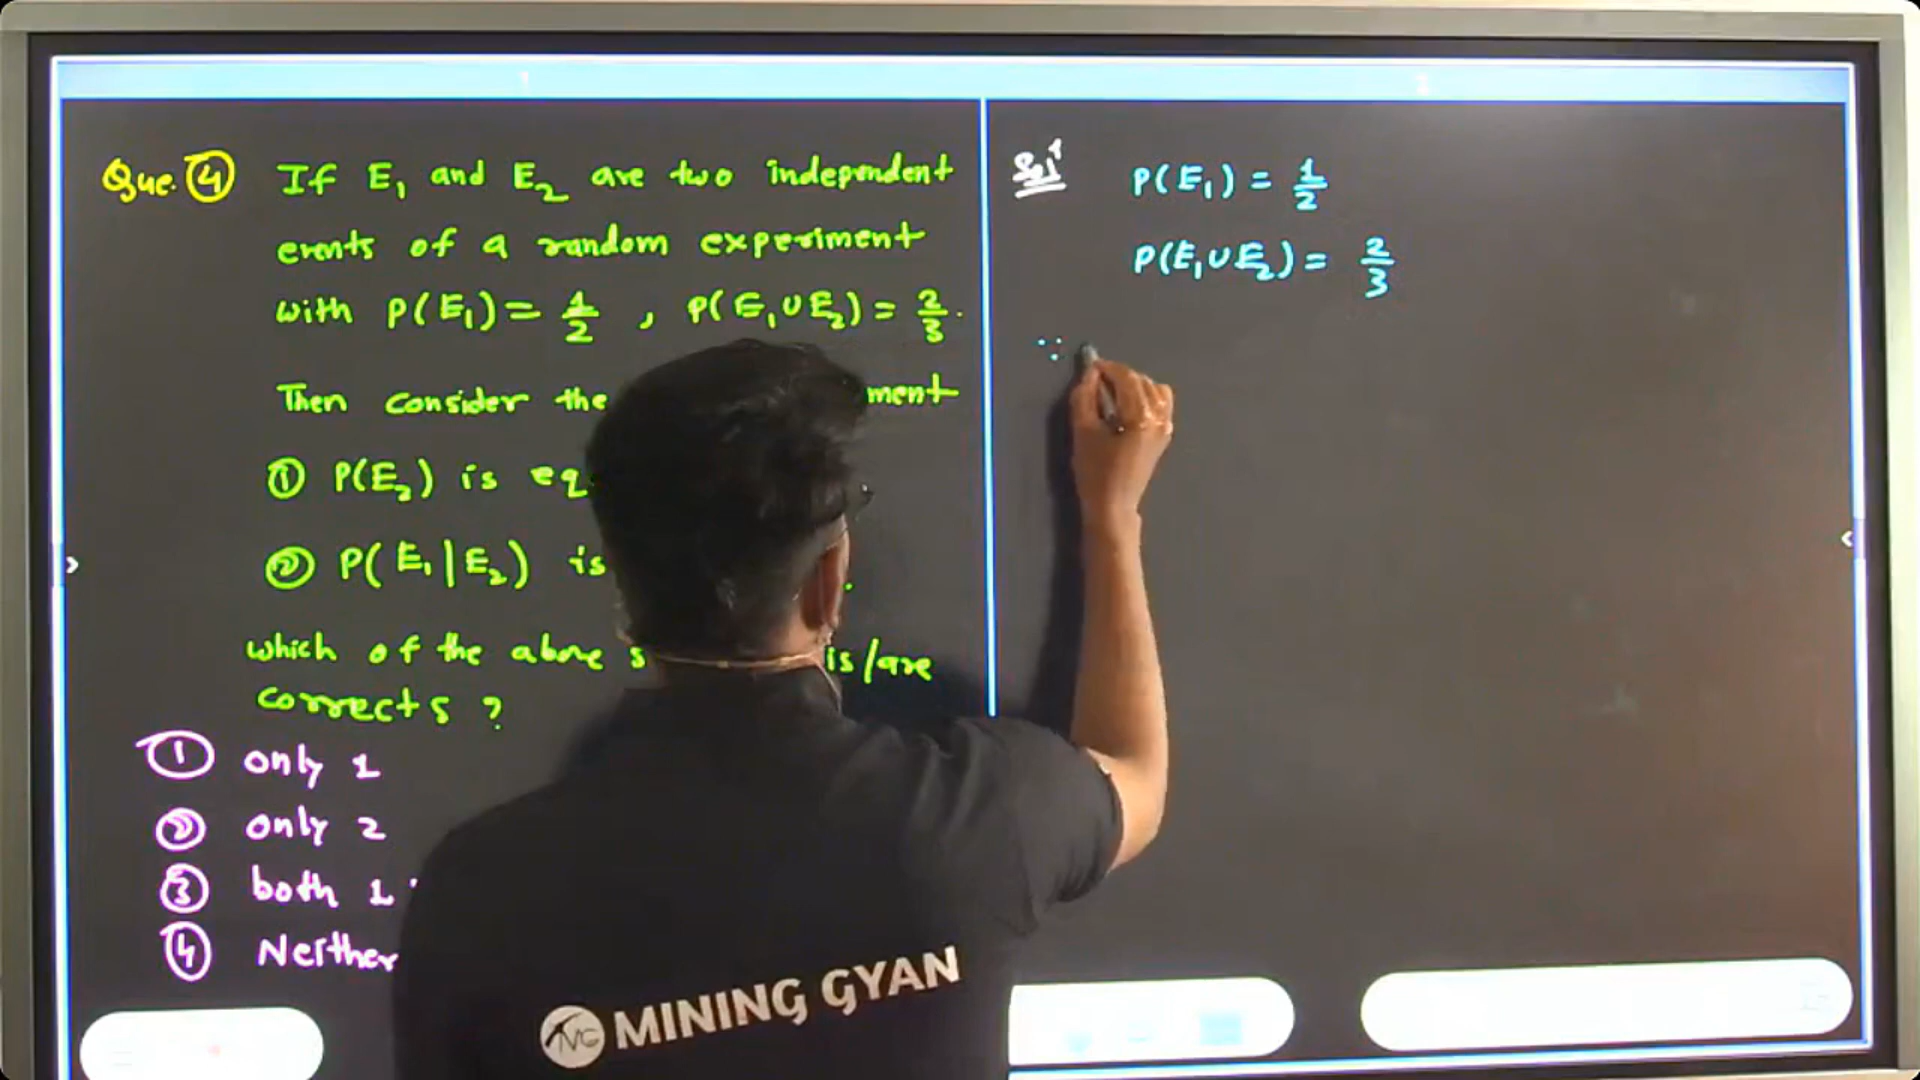 1
2
Que. ④ If E₁ and E₂ are two independent
events of a random experiment
with P(E₁) = 1/2 , P(E₁∪E₂) = 2/3.
Then consider the ment
① P(E₂) is eq
② P(E₁|E₂) is .
which of the above s is/are
corrects ?
① only 1
② only 2
③ both 1
④ Neither
Solⁿ P(E₁) = 1/2
P(E₁∪E₂) = 2/3
∵
MINING GYAN